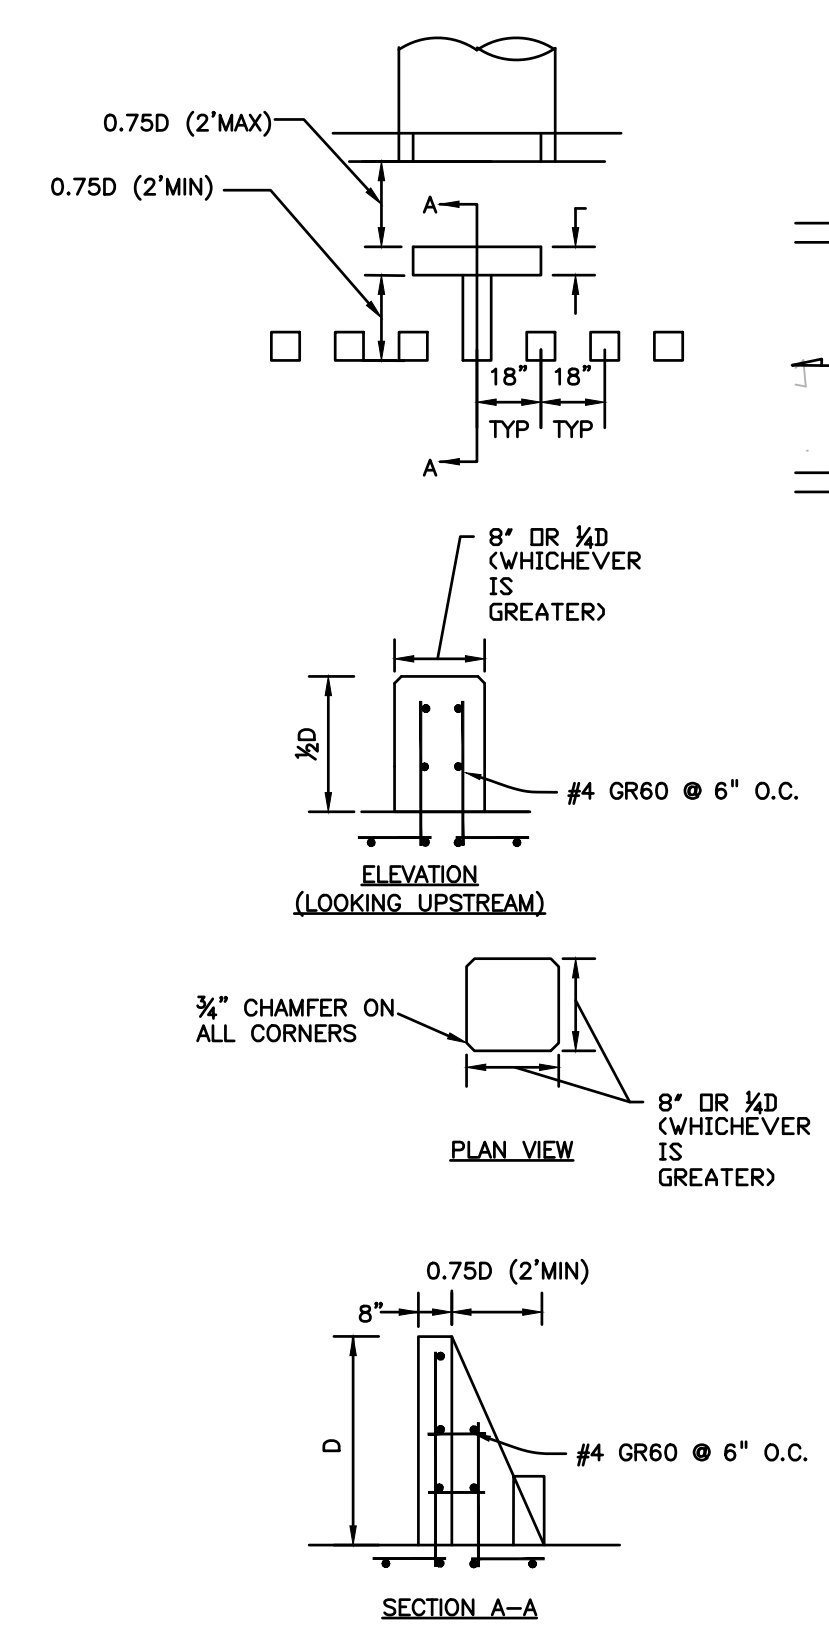 0.75D (2'MAX)
0.75D (2'MIN)
A
18" 18"
TYP TYP
A
8" OR ¼D
(WHICHEVER
IS
GREATER)
½D
#4 GR60 @ 6" O.C.
ELEVATION
(LOOKING UPSTREAM)
¾" CHAMFER ON
ALL CORNERS
8" OR ¼D
(WHICHEVER
IS
GREATER)
PLAN VIEW
0.75D (2'MIN)
8"
D
#4 GR60 @ 6" O.C.
SECTION A-A